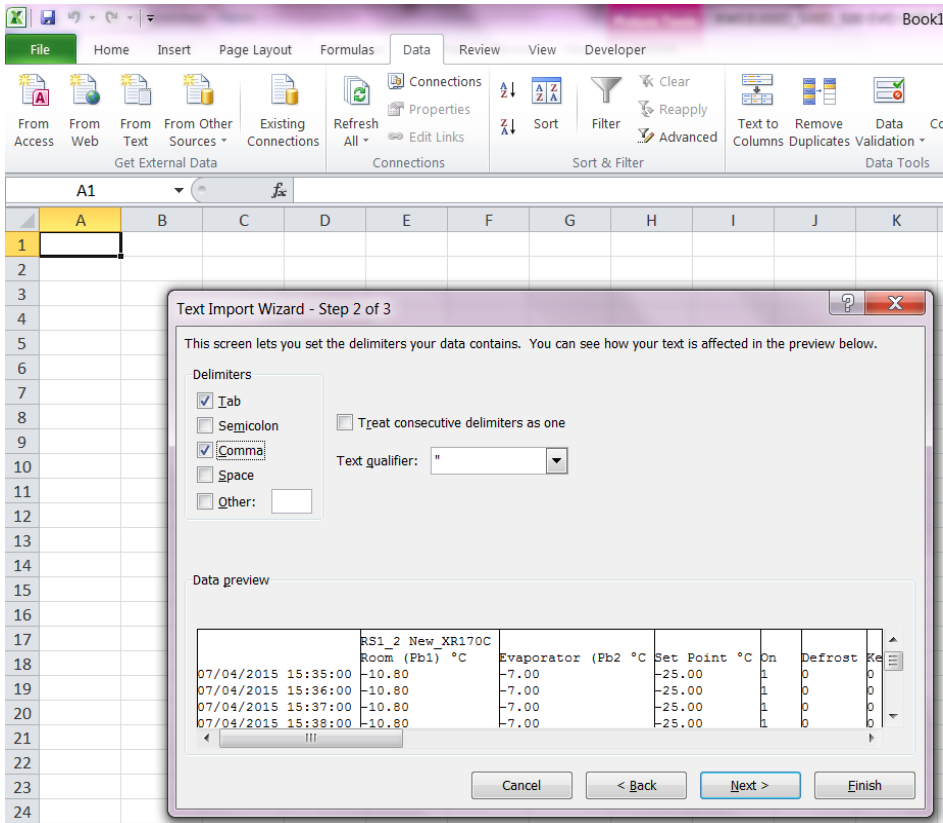 Book1
File Home Insert Page Layout Formulas Data Review View Developer
From Access
From Web
From Text
From Other Sources
Existing Connections
Get External Data
Refresh All
Connections
Properties
Edit Links
Connections
Sort
Filter
Clear
Reapply
Advanced
Sort & Filter
Text to Columns
Remove Duplicates
Data Validation
Co
Data Tools
A1 fx
A B C D E F G H I J K
1
2
3
4
5
6
7
8
9
10
11
12
13
14
15
16
17
18
19
20
21
22
23
24
Text Import Wizard - Step 2 of 3
This screen lets you set the delimiters your data contains. You can see how your text is affected in the preview below.
Delimiters
Tab
Semicolon
Comma
Space
Other:
Treat consecutive delimiters as one
Text qualifier: "
Data preview
RS1_2 New_XR170C
Room (Pb1) °C Evaporator (Pb2 °C Set Point °C On Defrost Ke
07/04/2015 15:35:00 -10.80 -7.00 -25.00 1 0 0
07/04/2015 15:36:00 -10.80 -7.00 -25.00 1 0 0
07/04/2015 15:37:00 -10.80 -7.00 -25.00 1 0 0
07/04/2015 15:38:00 -10.80 -7.00 -25.00 1 0 0
Cancel < Back Next > Finish